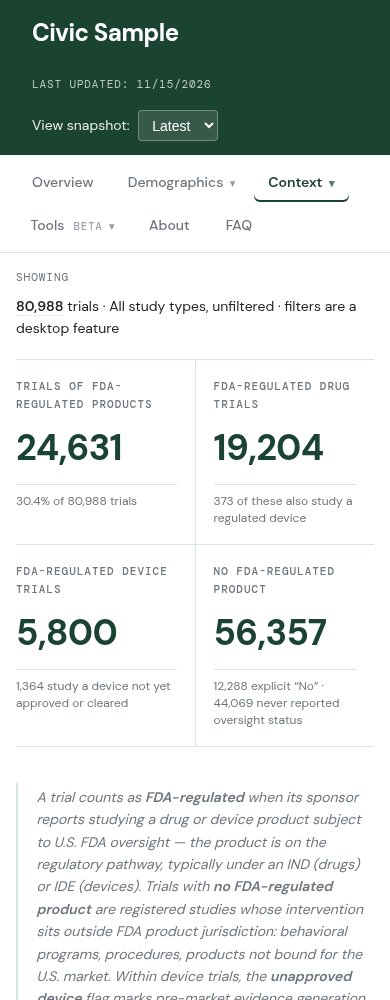 Civic Sample
LAST UPDATED: 11/15/2026
View snapshot: Latest
Overview Demographics ▾ Context ▾
Tools BETA ▾ About FAQ
SHOWING
80,988 trials · All study types, unfiltered · filters are a
desktop feature
TRIALS OF FDA-
REGULATED PRODUCTS
24,631
30.4% of 80,988 trials
FDA-REGULATED DRUG
TRIALS
19,204
373 of these also study a
regulated device
FDA-REGULATED DEVICE
TRIALS
5,800
1,364 study a device not yet
approved or cleared
NO FDA-REGULATED
PRODUCT
56,357
12,288 explicit “No” ·
44,069 never reported
oversight status
A trial counts as FDA-regulated when its sponsor
reports studying a drug or device product subject
to U.S. FDA oversight — the product is on the
regulatory pathway, typically under an IND (drugs)
or IDE (devices). Trials with no FDA-regulated
product are registered studies whose intervention
sits outside FDA product jurisdiction: behavioral
programs, procedures, products not bound for the
U.S. market. Within device trials, the unapproved
device flag marks pre-market evidence generation